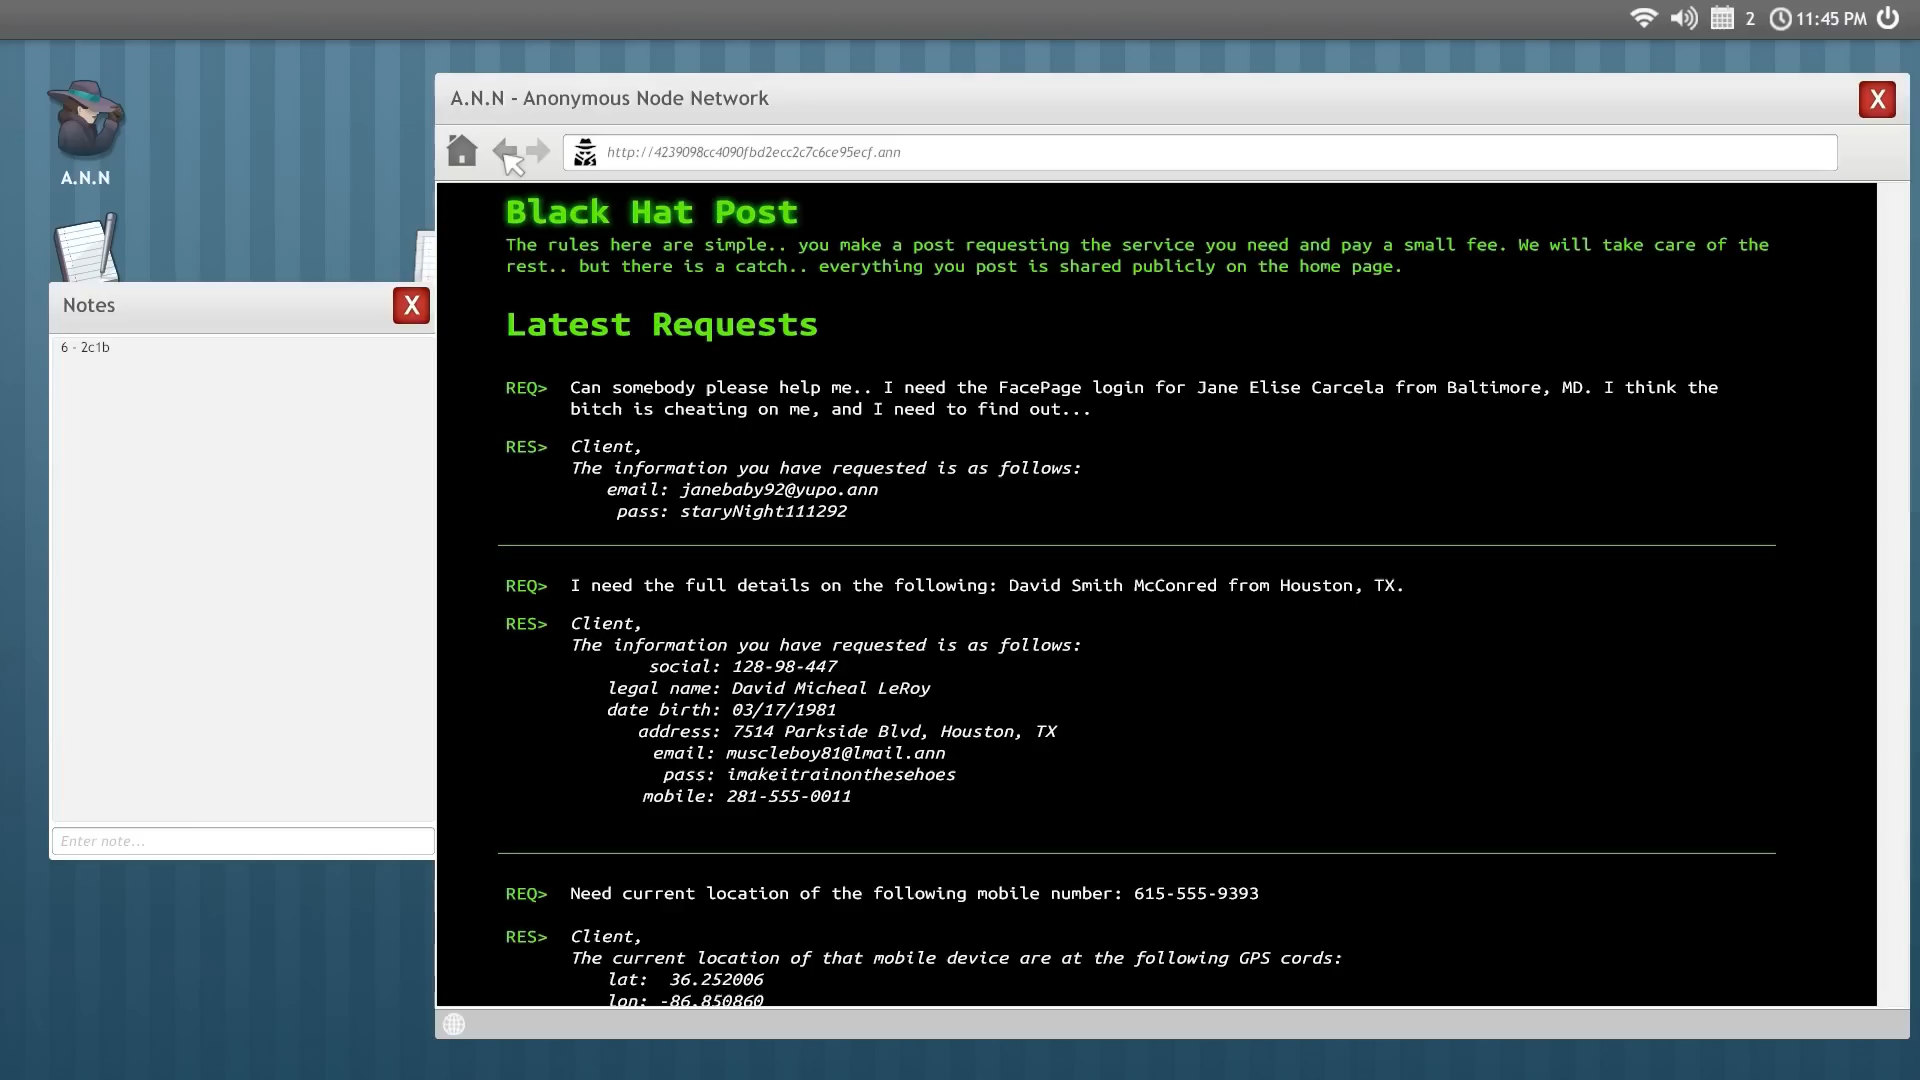 2 11:45 PM
A.N.N
A.N.N - Anonymous Node Network
X
http://4239098cc4090fbd2ecc2c7c6ce95ecf.ann
Notes
X
6 - 2c1b
Enter note...
Black Hat Post
The rules here are simple.. you make a post requesting the service you need and pay a small fee. We will take care of the
rest.. but there is a catch.. everything you post is shared publicly on the home page.
Latest Requests
REQ> Can somebody please help me.. I need the FacePage login for Jane Elise Carcela from Baltimore, MD. I think the
bitch is cheating on me, and I need to find out...
RES> Client,
The information you have requested is as follows:
email: janebaby92@yupo.ann
pass: staryNight111292
REQ> I need the full details on the following: David Smith McConred from Houston, TX.
RES> Client,
The information you have requested is as follows:
social: 128-98-447
legal name: David Micheal LeRoy
date birth: 03/17/1981
address: 7514 Parkside Blvd, Houston, TX
email: muscleboy81@lmail.ann
pass: imakeitrainonthesehoes
mobile: 281-555-0011
REQ> Need current location of the following mobile number: 615-555-9393
RES> Client,
The current location of that mobile device are at the following GPS cords:
lat: 36.252006
lon: -86.850860